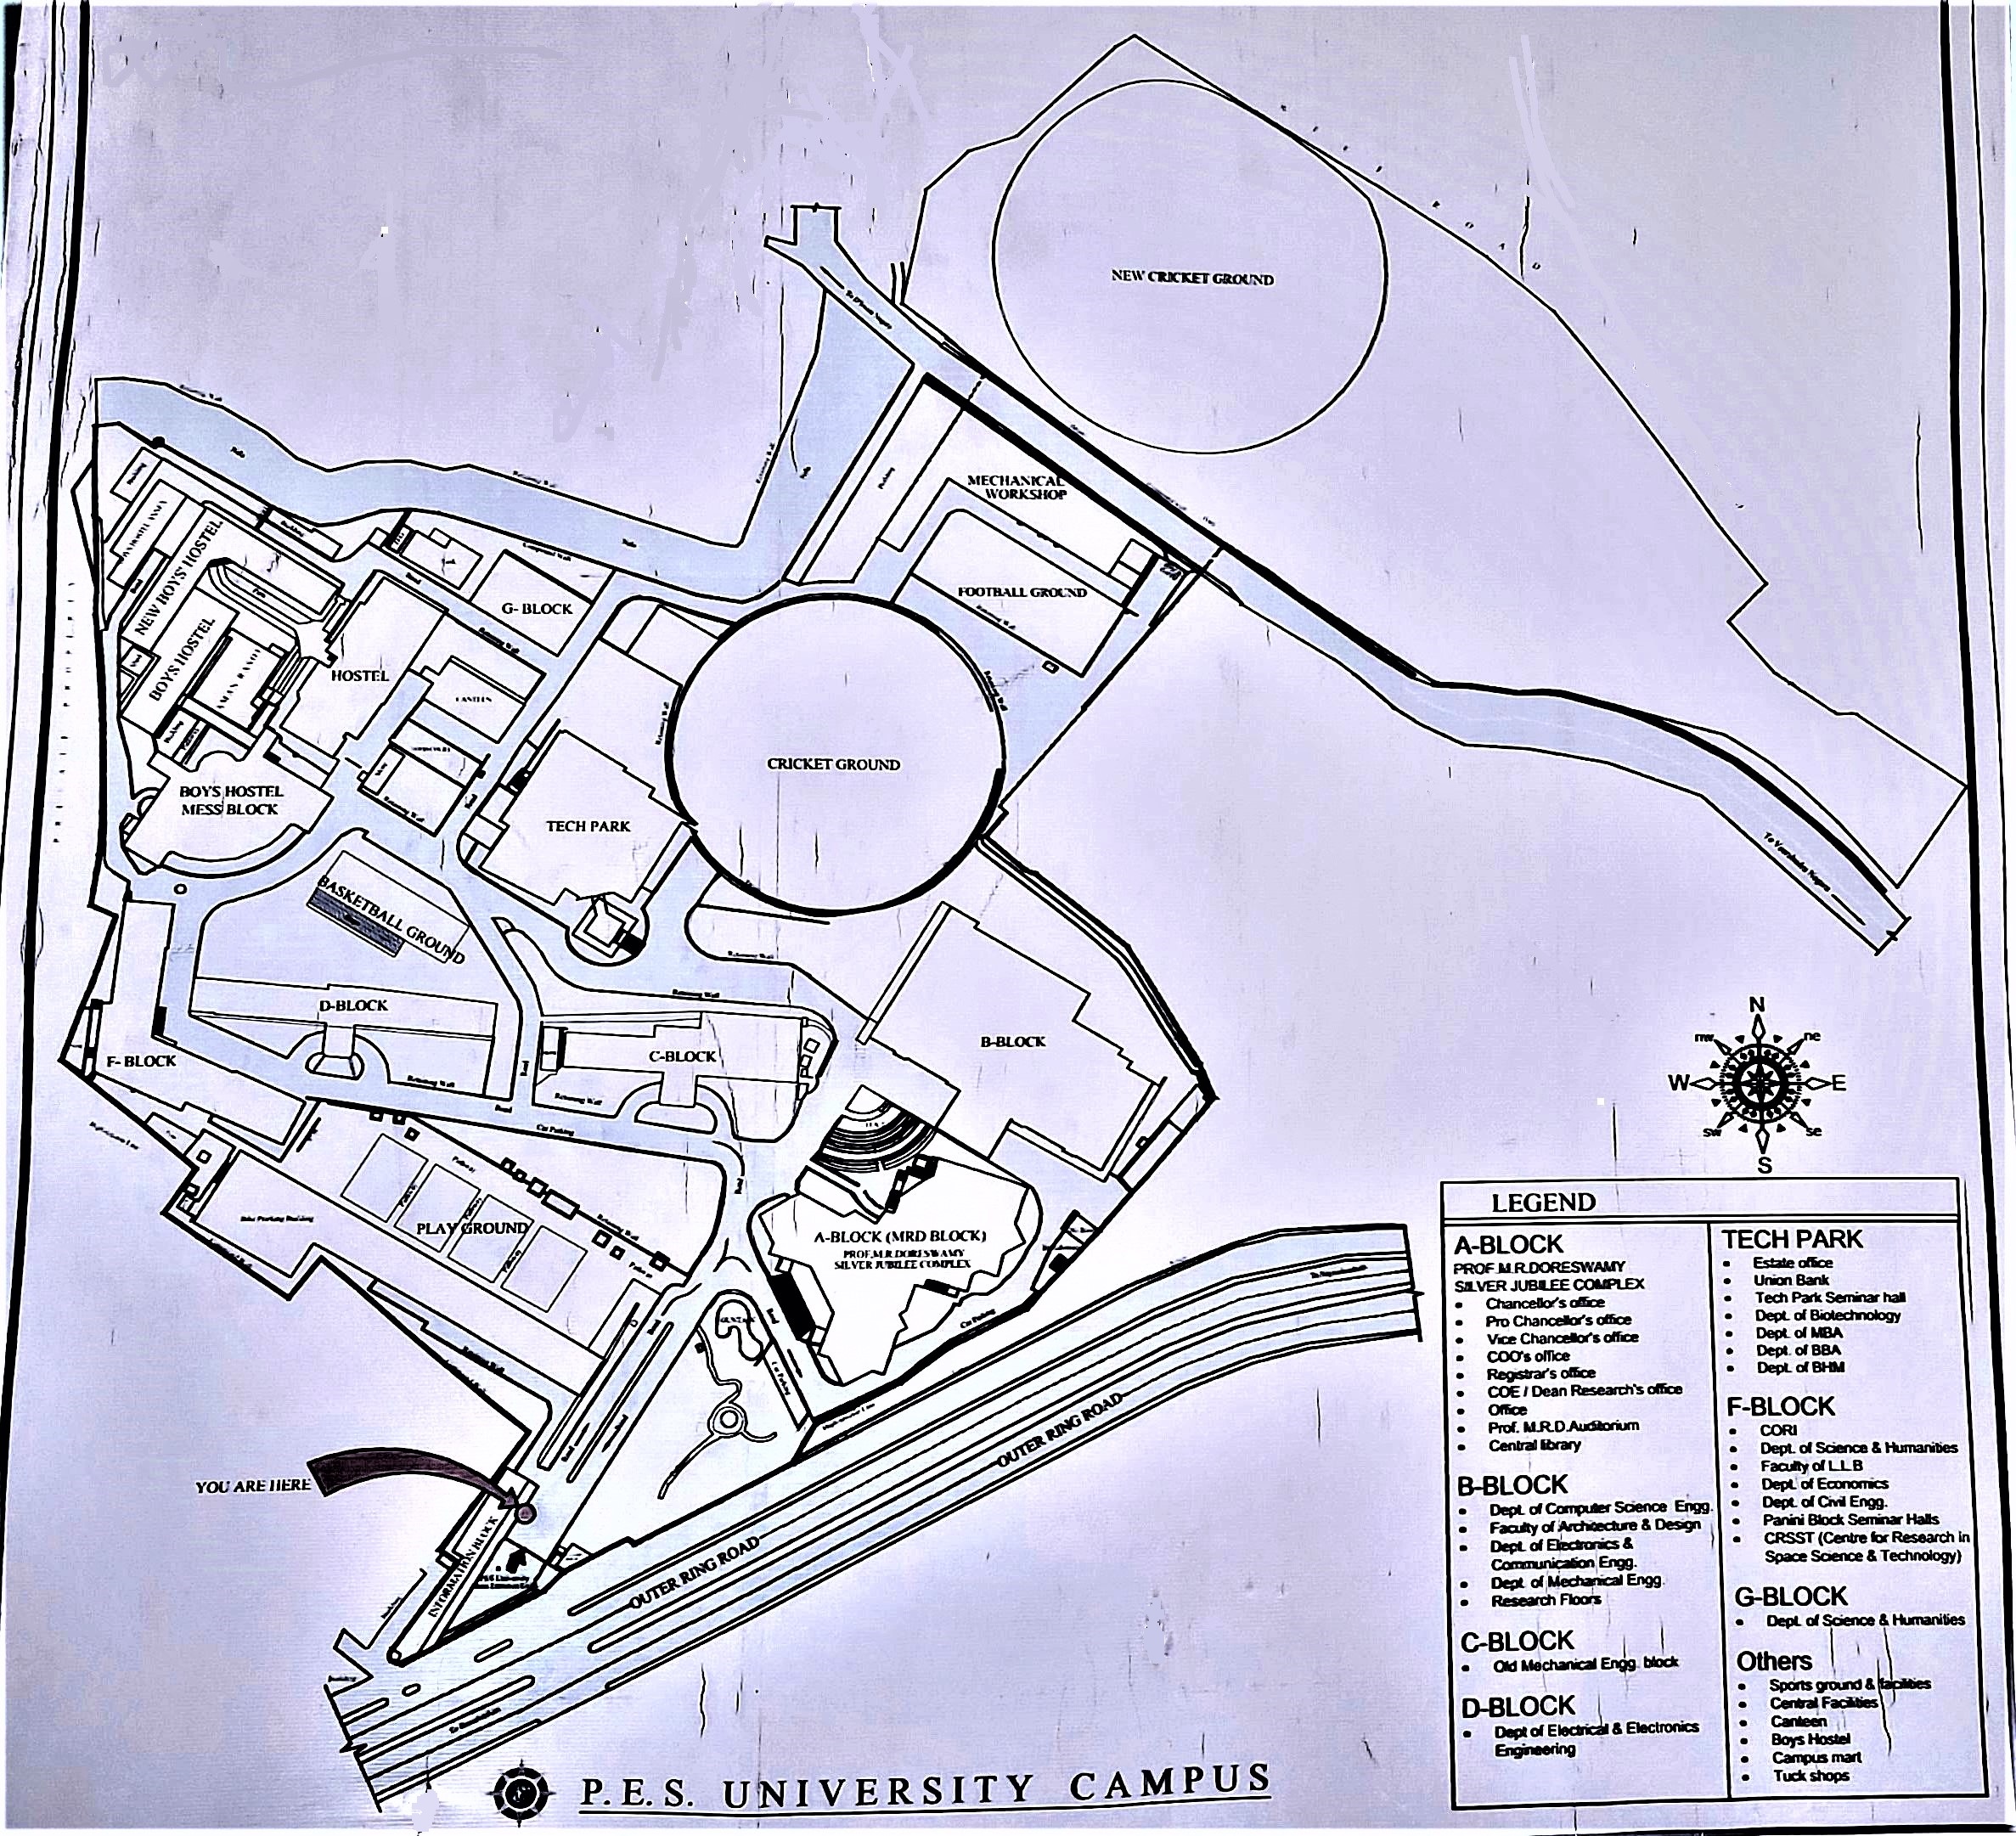 PRIVATE PROPERTY
F-BLOCK
BOYS HOSTEL
MESS BLOCK
BOYS HOSTEL
NEW BOYS' HOSTEL
Parking
Road
HOSTEL
D-BLOCK
BASKETBALL GROUND
PLAY GROUND
YOU ARE HERE
INFORMATION BLOCK
G-BLOCK
TECH PARK
C-BLOCK
CRICKET GROUND
Car Parking
Retaining Wall
Road
A-BLOCK (MRD BLOCK)
PROF.M.R.DORESWAMY
SILVER JUBILEE COMPLEX
B-BLOCK
FOOTBALL GROUND
MECHANICAL
WORKSHOP
Parking
NEW CRICKET GROUND
OUTER RING ROAD
OUTER RING ROAD
P.E.S. UNIVERSITY CAMPUS
N
ne
E
se
S
sw
W
nw
LEGEND
A-BLOCK
PROF.M.R.DORESWAMY
SILVER JUBILEE COMPLEX
• Chancellor's office
• Pro Chancellor's office
• Vice Chancellor's office
• COO's office
• Registrar's office
• COE / Dean Research's office
• Office
• Prof. M.R.D.Auditorium
• Central library
B-BLOCK
• Dept. of Computer Science Engg.
• Faculty of Architecture & Design
• Dept. of Electronics &
Communication Engg.
• Dept. of Mechanical Engg.
• Research Floors
C-BLOCK
• Old Mechanical Engg. block
D-BLOCK
• Dept of Electrical & Electronics
Engineering
TECH PARK
• Estate office
• Union Bank
• Tech Park Seminar hall
• Dept. of Biotechnology
• Dept. of MBA
• Dept. of BBA
• Dept. of BHM
F-BLOCK
• CORI
• Dept. of Science & Humanities
• Faculty of L.L.B
• Dept. of Economics
• Dept. of Civil Engg.
• Panini Block Seminar Halls
• CRSST (Centre for Research in
Space Science & Technology)
G-BLOCK
• Dept. of Science & Humanities
Others
• Sports ground & facilities
• Central Facilities
• Canteen
• Boys Hostel
• Campus mart
• Tuck shops